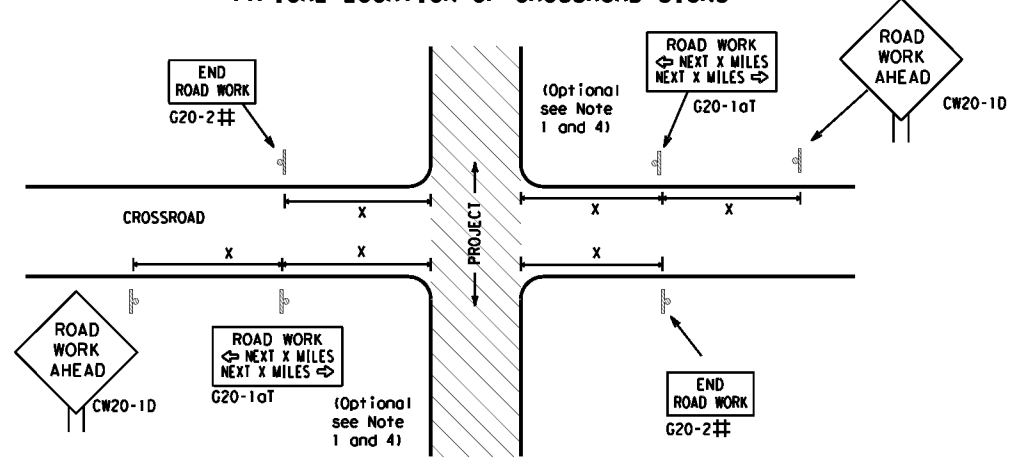 TYPICAL LOCATION OF CROSSROAD SIGNS
ROAD
WORK
AHEAD
CW20-1D
ROAD WORK
⇦ NEXT X MILES
NEXT X MILES ⇨
G20-1aT
(Optional
see Note
1 and 4)
END
ROAD WORK
G20-2#
X
X
X
CROSSROAD
PROJECT
X
X
X
ROAD
WORK
AHEAD
CW20-1D
ROAD WORK
⇦ NEXT X MILES
NEXT X MILES ⇨
G20-1aT
(Optional
see Note
1 and 4)
END
ROAD WORK
G20-2#